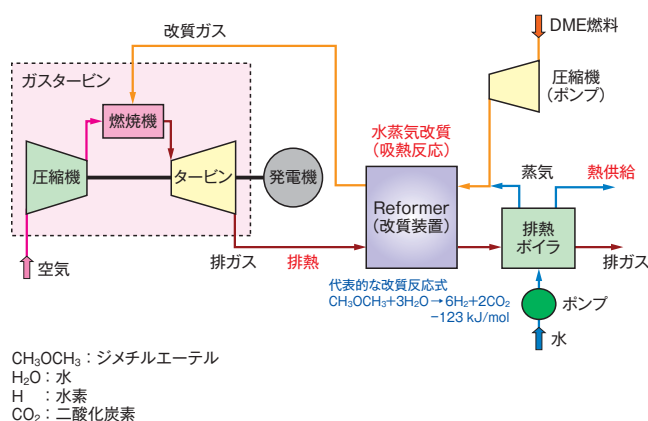 改質ガス
DME燃料
ガスタービン
圧縮機
（ポンプ）
燃焼機
水蒸気改質
（吸熱反応）
圧縮機
タービン
発電機
蒸気
熱供給
Reformer
（改質装置）
排熱
ボイラ
空気
排ガス
排熱
排ガス
代表的な改質反応式
CH₃OCH₃+3H₂O→6H₂+2CO₂
−123 kJ/mol
ポンプ
水
CH₃OCH₃：ジメチルエーテル
H₂O：水
H　：水素
CO₂：二酸化炭素